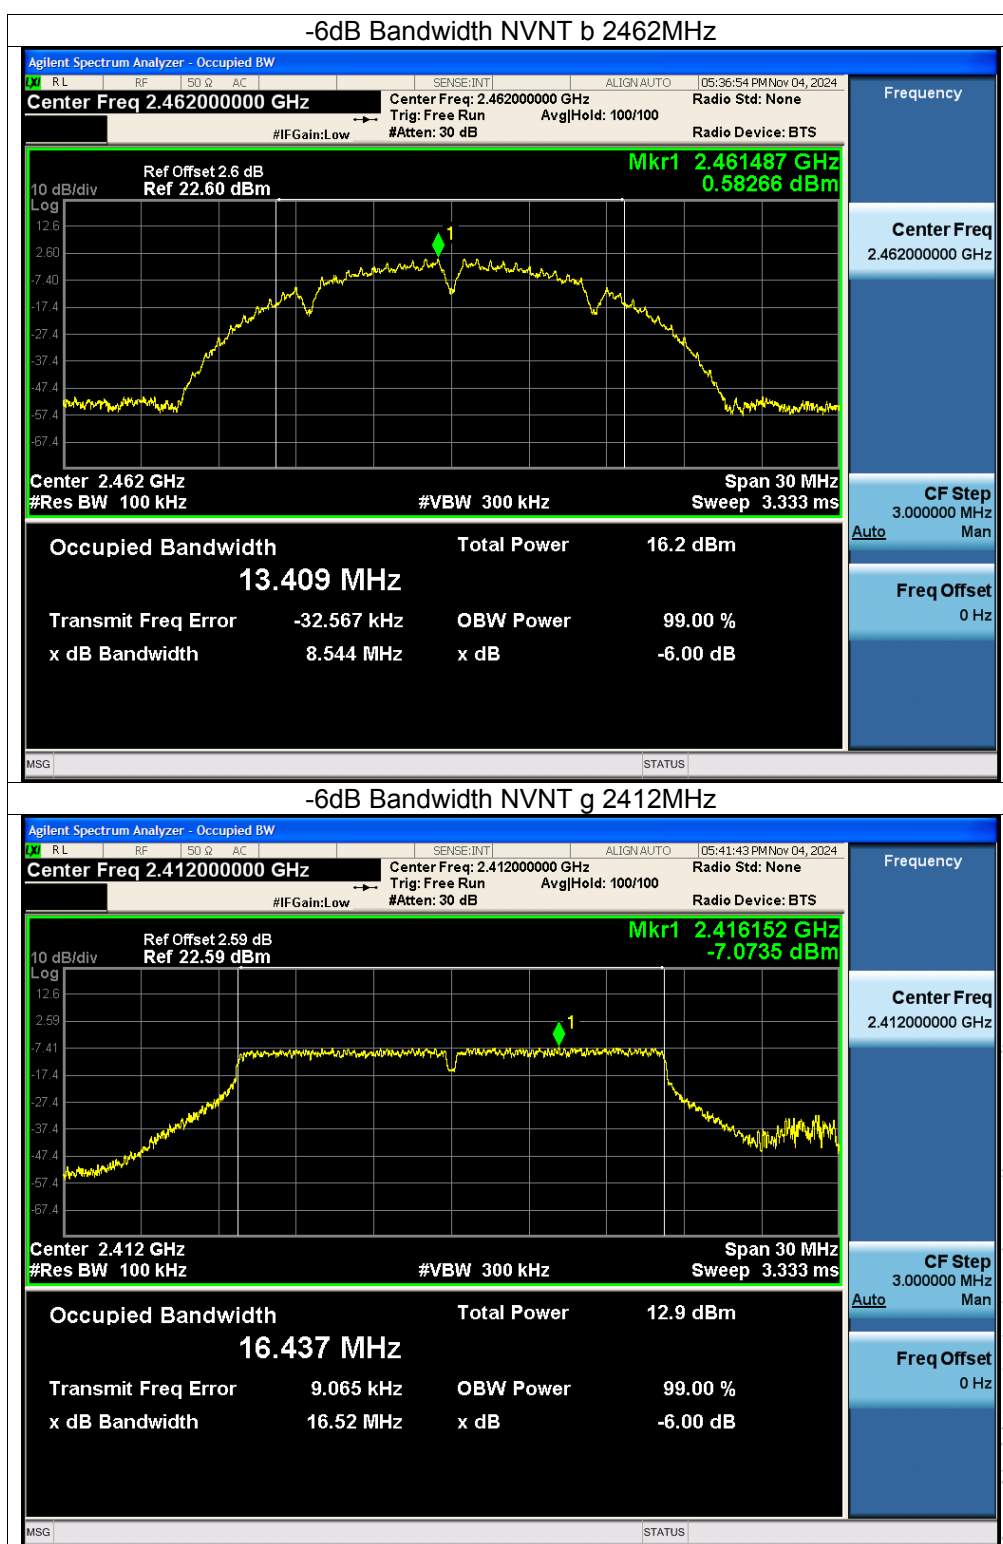 -6dB Bandwidth NVNT b 2462MHz
Agilent Spectrum Analyzer - Occupied BW
LXI RL RF 50 Ω AC SENSE:INT ALIGN AUTO 05:36:54 PM Nov 04, 2024
Center Freq 2.462000000 GHz
Center Freq: 2.462000000 GHz Radio Std: None
Trig: Free Run Avg|Hold: 100/100
#IFGain:Low #Atten: 30 dB Radio Device: BTS
Frequency
Mkr1 2.461487 GHz
0.58266 dBm
Ref Offset 2.6 dB
10 dB/div Ref 22.60 dBm
Log
12.6
2.60
-7.40
-17.4
-27.4
-37.4
-47.4
-57.4
-67.4
1
Center 2.462 GHz Span 30 MHz
#Res BW 100 kHz #VBW 300 kHz Sweep 3.333 ms
Center Freq
2.462000000 GHz
CF Step
3.000000 MHz
Auto Man
Freq Offset
0 Hz
Occupied Bandwidth Total Power 16.2 dBm
13.409 MHz
Transmit Freq Error -32.567 kHz OBW Power 99.00 %
x dB Bandwidth 8.544 MHz x dB -6.00 dB
MSG STATUS
-6dB Bandwidth NVNT g 2412MHz
Agilent Spectrum Analyzer - Occupied BW
LXI RL RF 50 Ω AC SENSE:INT ALIGN AUTO 05:41:43 PM Nov 04, 2024
Center Freq 2.412000000 GHz
Center Freq: 2.412000000 GHz Radio Std: None
Trig: Free Run Avg|Hold: 100/100
#IFGain:Low #Atten: 30 dB Radio Device: BTS
Frequency
Mkr1 2.416152 GHz
-7.0735 dBm
Ref Offset 2.59 dB
10 dB/div Ref 22.59 dBm
Log
12.6
2.59
-7.41
-17.4
-27.4
-37.4
-47.4
-57.4
-67.4
1
Center 2.412 GHz Span 30 MHz
#Res BW 100 kHz #VBW 300 kHz Sweep 3.333 ms
Center Freq
2.412000000 GHz
CF Step
3.000000 MHz
Auto Man
Freq Offset
0 Hz
Occupied Bandwidth Total Power 12.9 dBm
16.437 MHz
Transmit Freq Error 9.065 kHz OBW Power 99.00 %
x dB Bandwidth 16.52 MHz x dB -6.00 dB
MSG STATUS